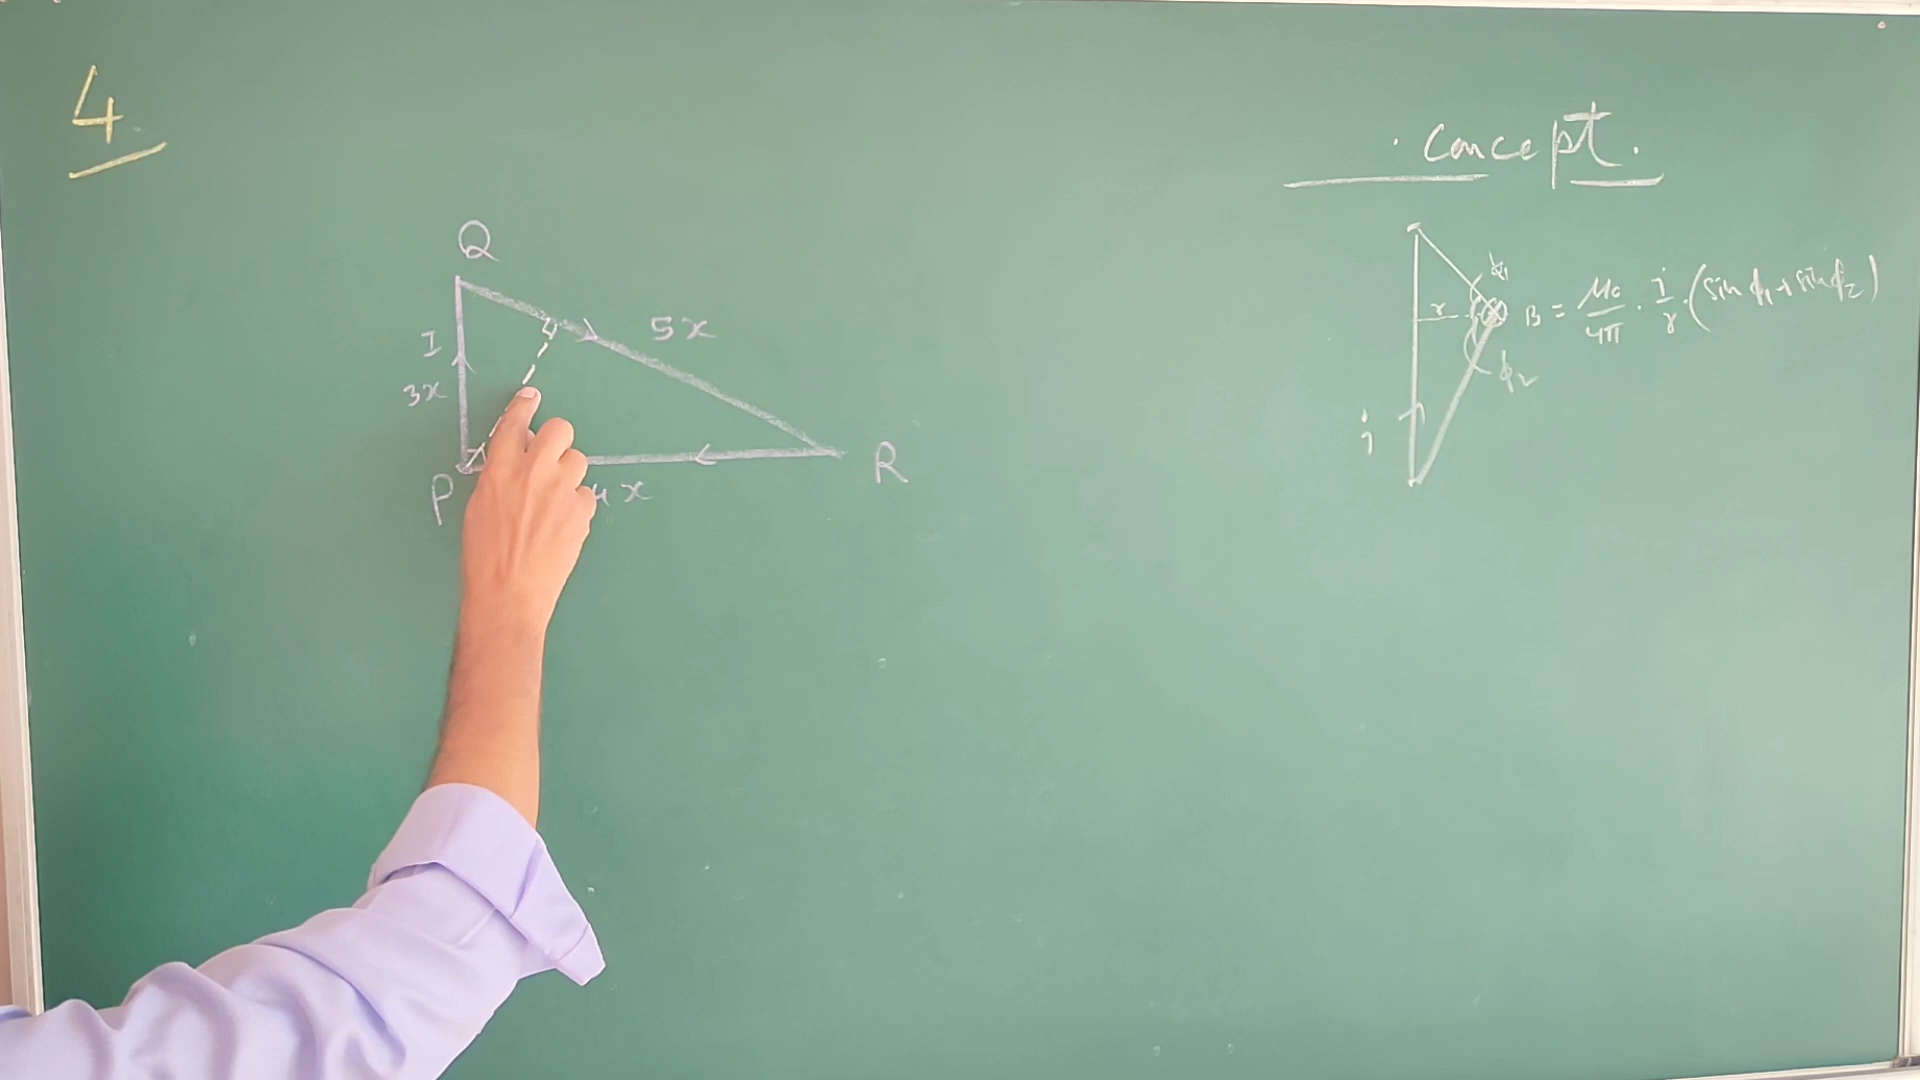 4.
. Concept.
Q
I
3x
5x
P
4x
R
ϕ1
r
B = μ0/4π · i/r · (sin ϕ1 + sin ϕ2)
ϕ2
i